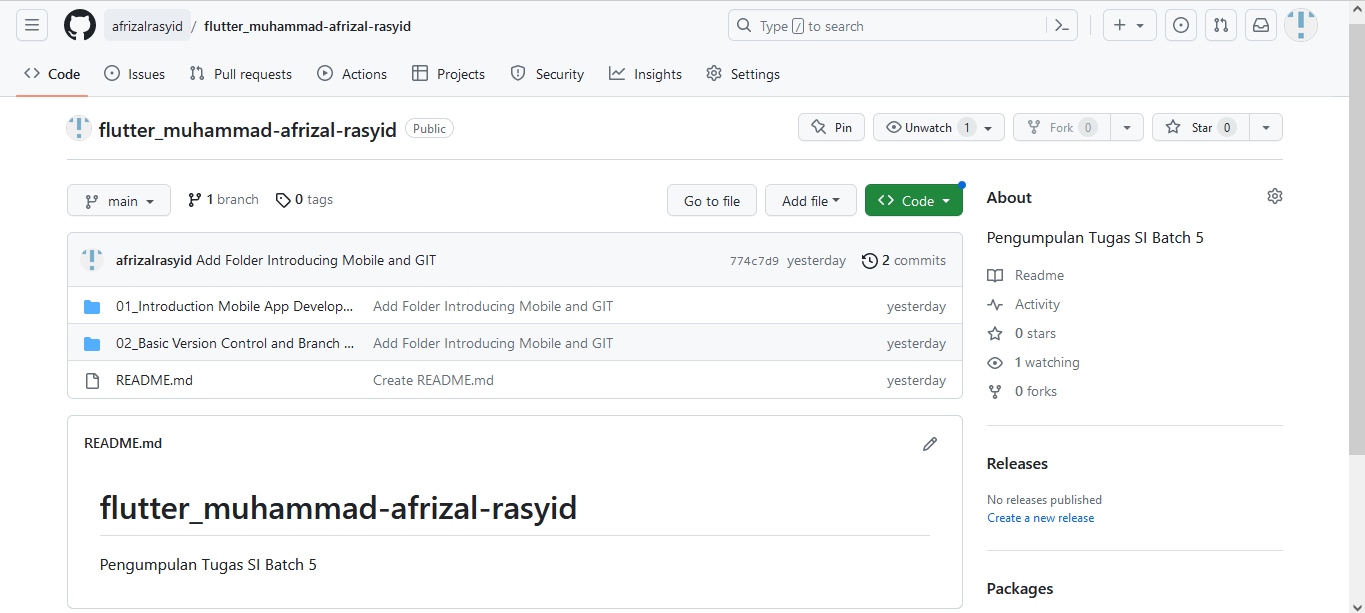 afrizalrasyid / flutter_muhammad-afrizal-rasyid
Type / to search
Code Issues Pull requests Actions Projects Security Insights Settings
flutter_muhammad-afrizal-rasyid Public
Pin Unwatch 1 Fork 0 Star 0
main 1 branch 0 tags Go to file Add file Code
afrizalrasyid Add Folder Introducing Mobile and GIT 774c7d9 yesterday 2 commits
01_Introduction Mobile App Develop... Add Folder Introducing Mobile and GIT yesterday
02_Basic Version Control and Branch ... Add Folder Introducing Mobile and GIT yesterday
README.md Create README.md yesterday
README.md
flutter_muhammad-afrizal-rasyid
Pengumpulan Tugas SI Batch 5
About
Pengumpulan Tugas SI Batch 5
Readme
Activity
0 stars
1 watching
0 forks
Releases
No releases published
Create a new release
Packages